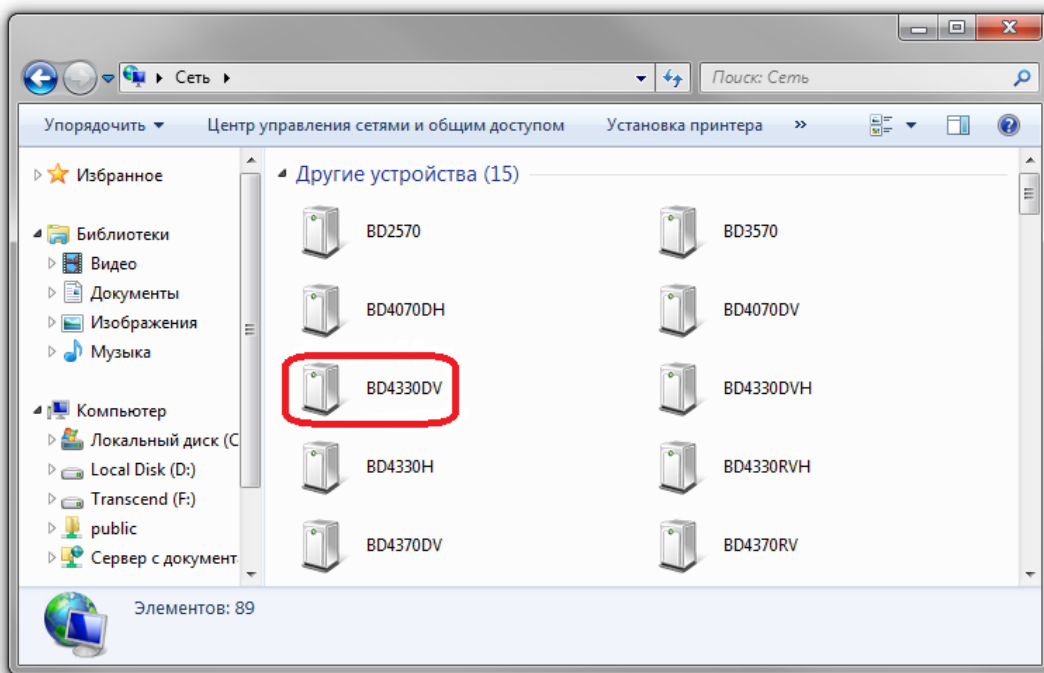 Сеть
Поиск: Сеть
Упорядочить Центр управления сетями и общим доступом Установка принтера »
Избранное
Библиотеки
Видео
Документы
Изображения
Музыка
Компьютер
Локальный диск (C
Local Disk (D:)
Transcend (F:)
public
Сервер с документ
Другие устройства (15)
BD2570 BD3570
BD4070DH BD4070DV
BD4330DV BD4330DVH
BD4330H BD4330RVH
BD4370DV BD4370RV
Элементов: 89